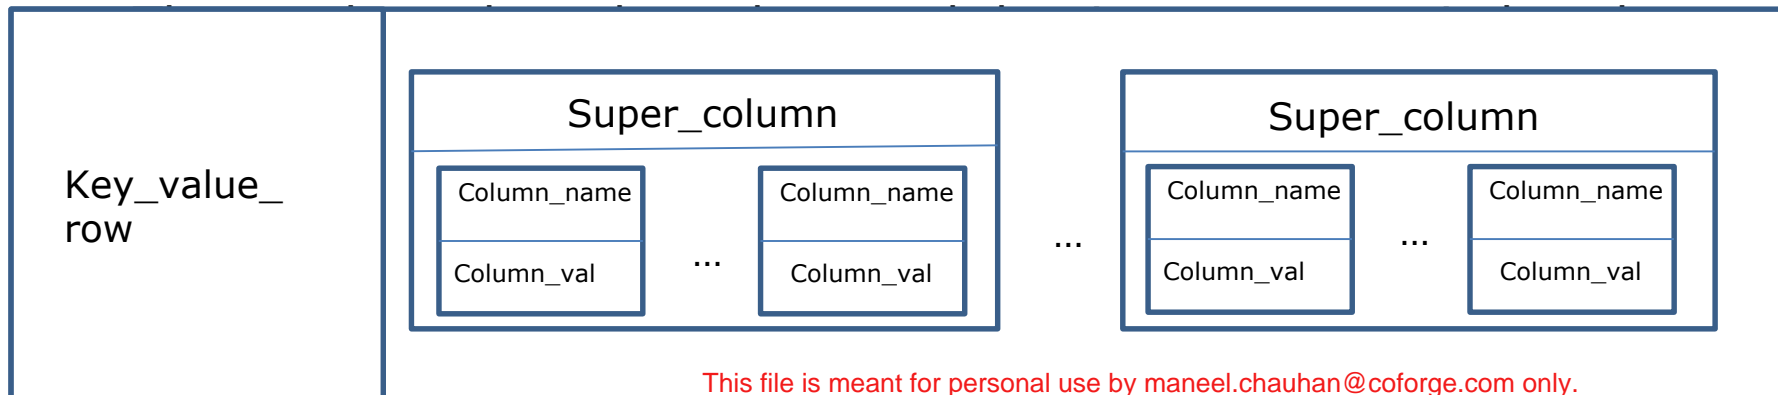 Super_column
Super_column
Key_value_
row
Column_name
Column_name
Column_name
Column_name
...
...
...
Column_val
Column_val
Column_val
Column_val
This file is meant for personal use by maneel.chauhan@coforge.com only.